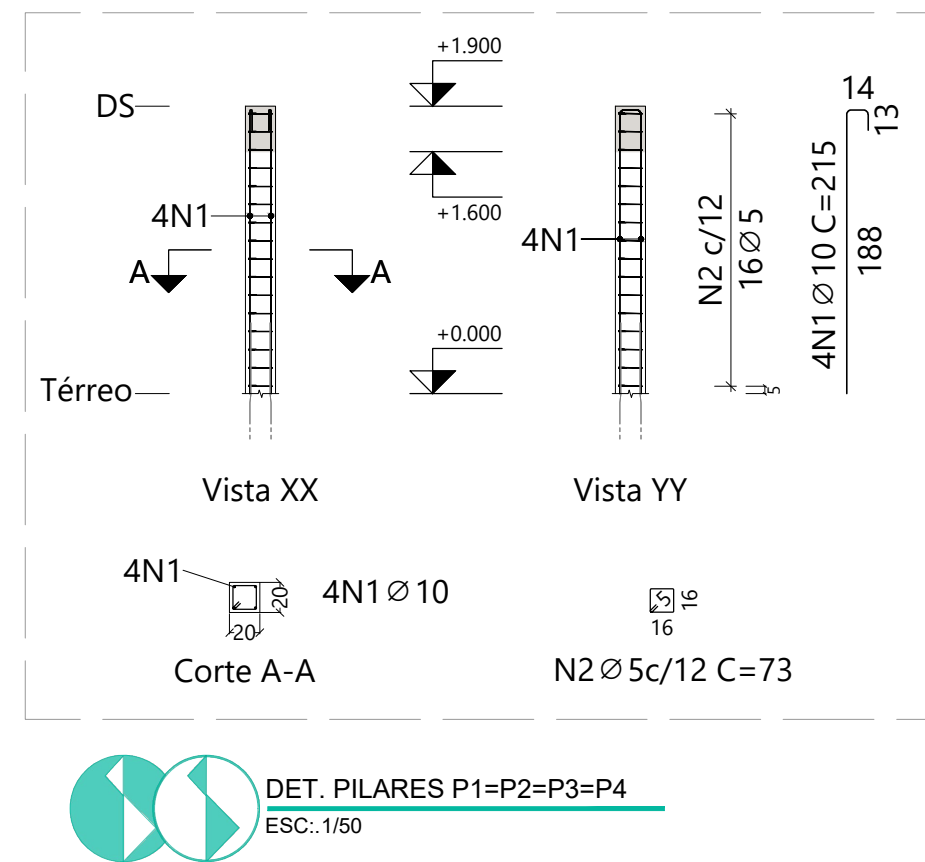 +1.900
DS
14
13
4N1
+1.600
4N1
N2 c/12
16∅5
4N1∅10 C=215
188
A
A
+0.000
Térreo
5
Vista XX
Vista YY
4N1
20
20
4N1∅10
5
16
16
Corte A-A
N2∅5c/12 C=73
DET. PILARES P1=P2=P3=P4
ESC:.1/50